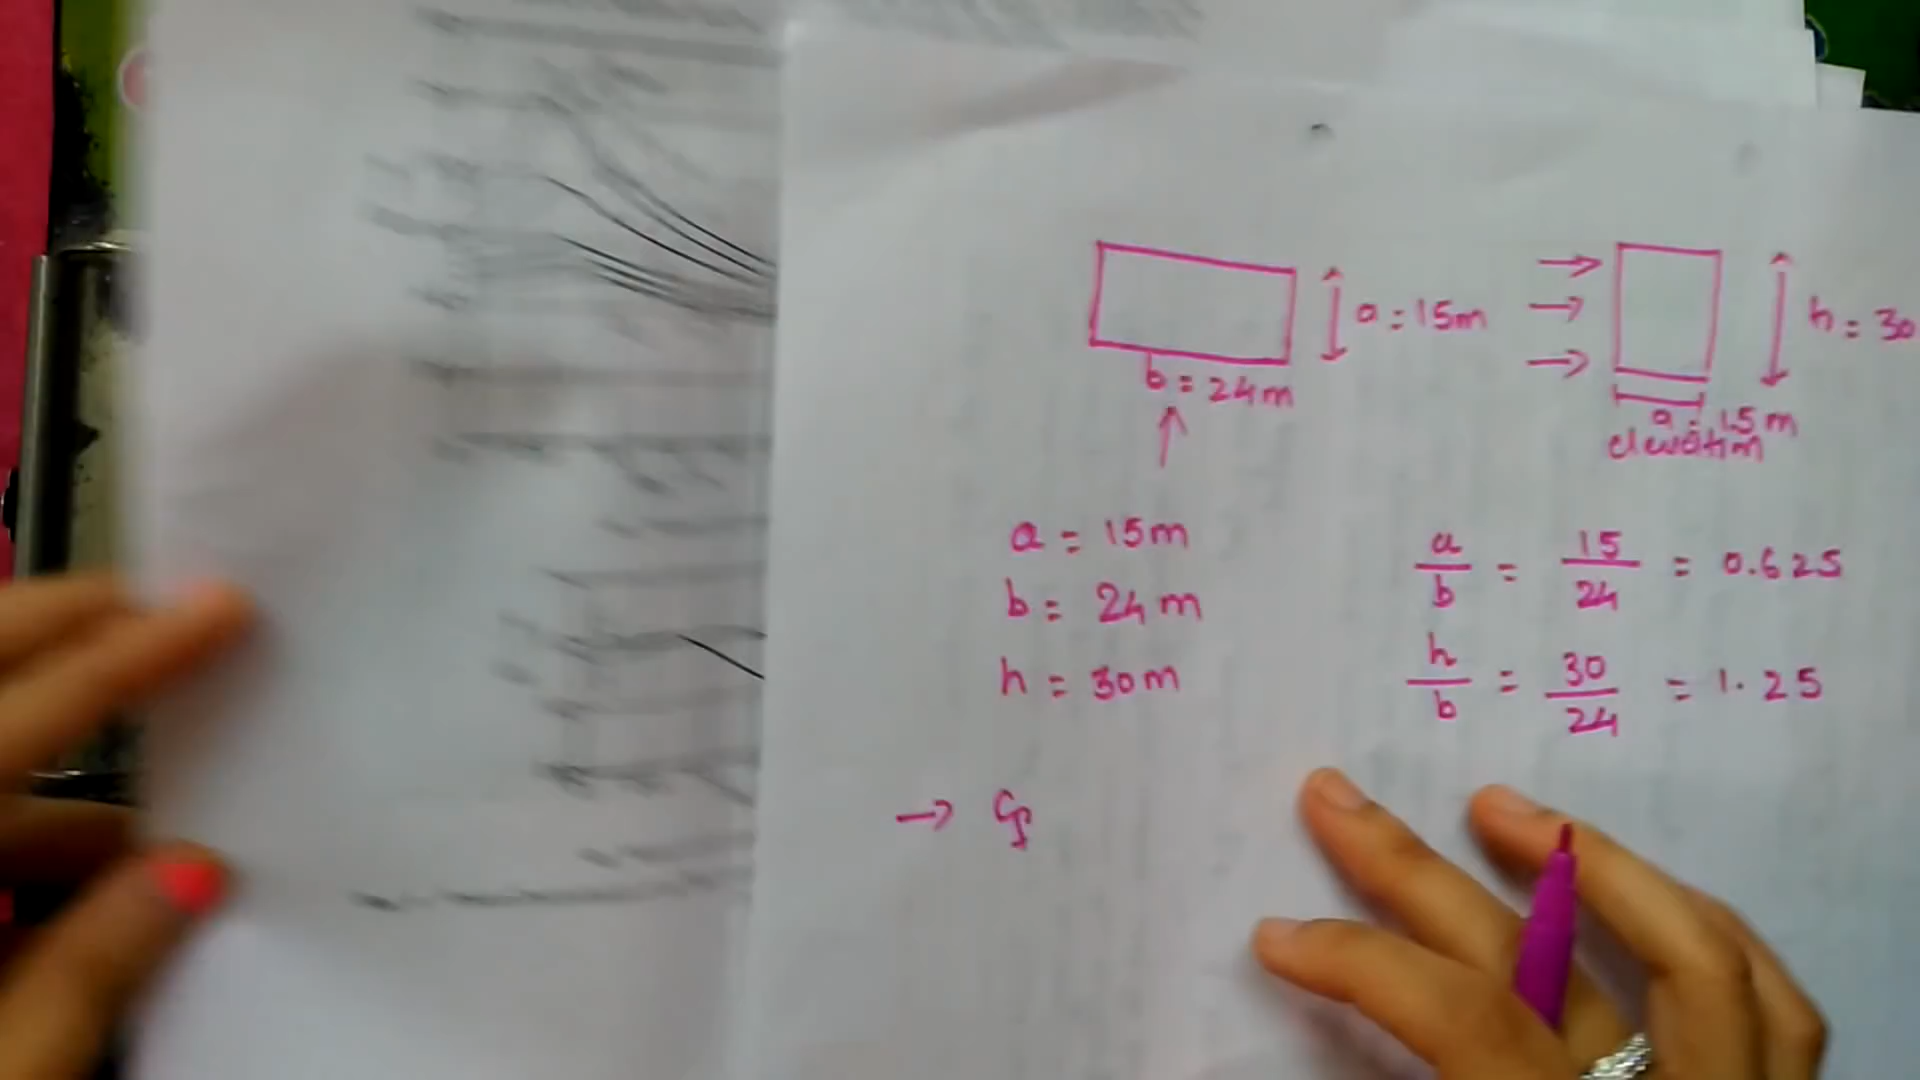 a = 15m
h = 30
b = 24m
a = 15m
elevation
a = 15m
b = 24m
h = 30m
a/b = 15/24 = 0.625
h/b = 30/24 = 1.25
→ Cf